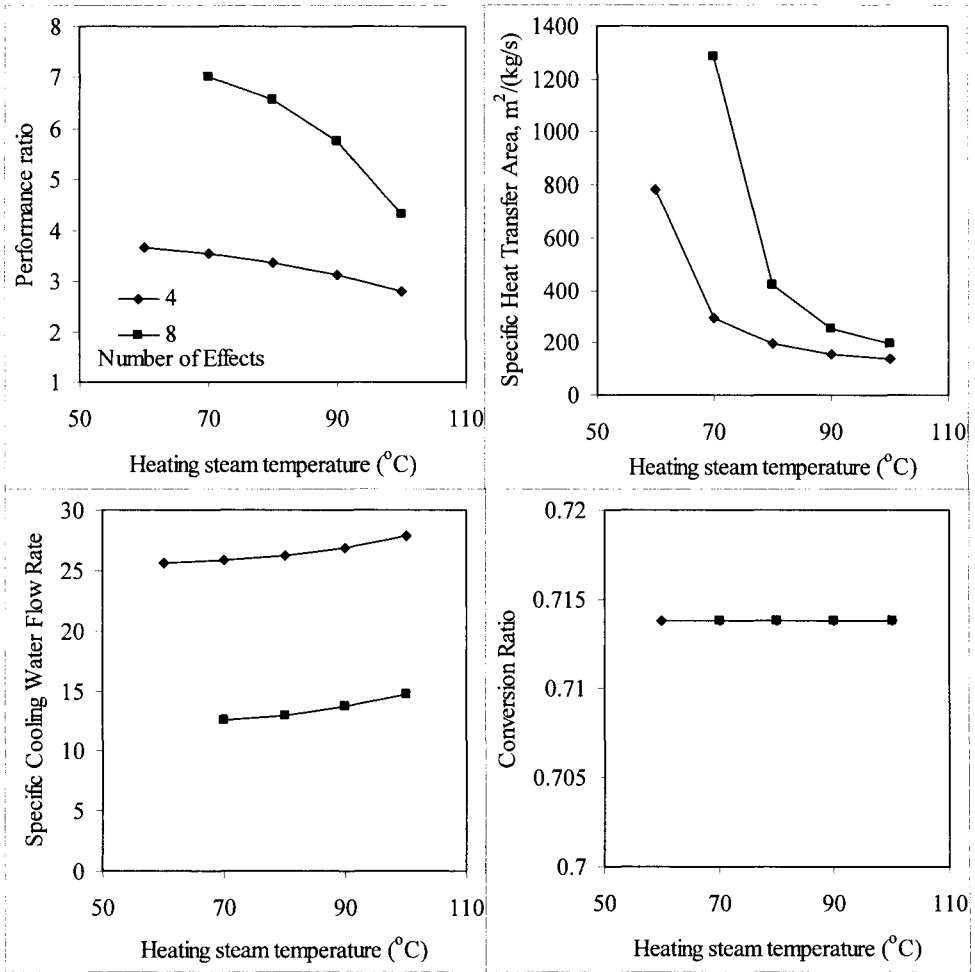 Performance ratio
8
7
6
5
4
3
2
1
4
8
Number of Effects
50 70 90 110
Heating steam temperature (°C)
Specific Heat Transfer Area, m²/(kg/s)
1400
1200
1000
800
600
400
200
0
50 70 90 110
Heating steam temperature (°C)
Specific Cooling Water Flow Rate
30
25
20
15
10
5
0
50 70 90 110
Heating steam temperature (°C)
Conversion Ratio
0.72
0.715
0.71
0.705
0.7
50 70 90 110
Heating steam temperature (°C)